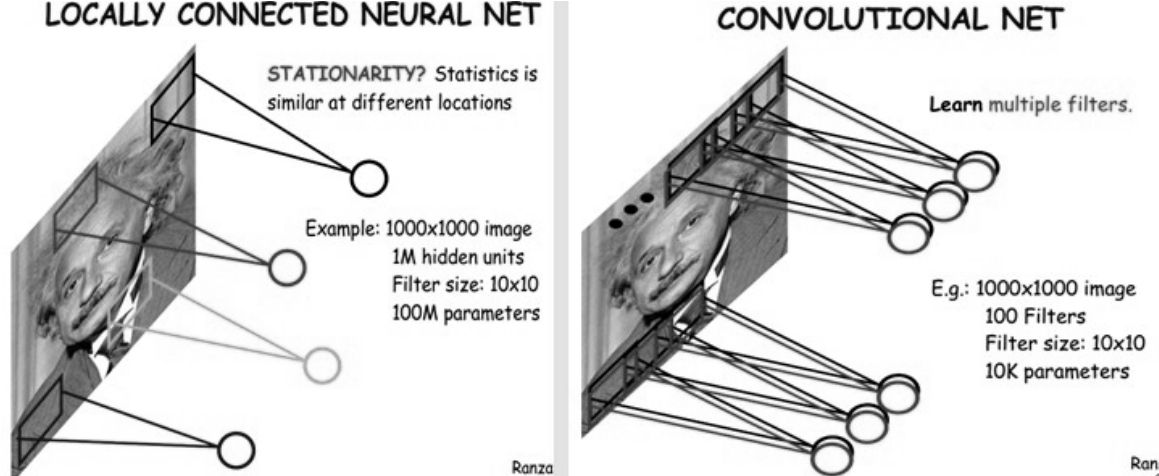 LOCALLY CONNECTED NEURAL NET
STATIONARITY? Statistics is
similar at different locations
Example: 1000x1000 image
1M hidden units
Filter size: 10x10
100M parameters
Ranza
CONVOLUTIONAL NET
Learn multiple filters.
E.g.: 1000x1000 image
100 Filters
Filter size: 10x10
10K parameters
Ran